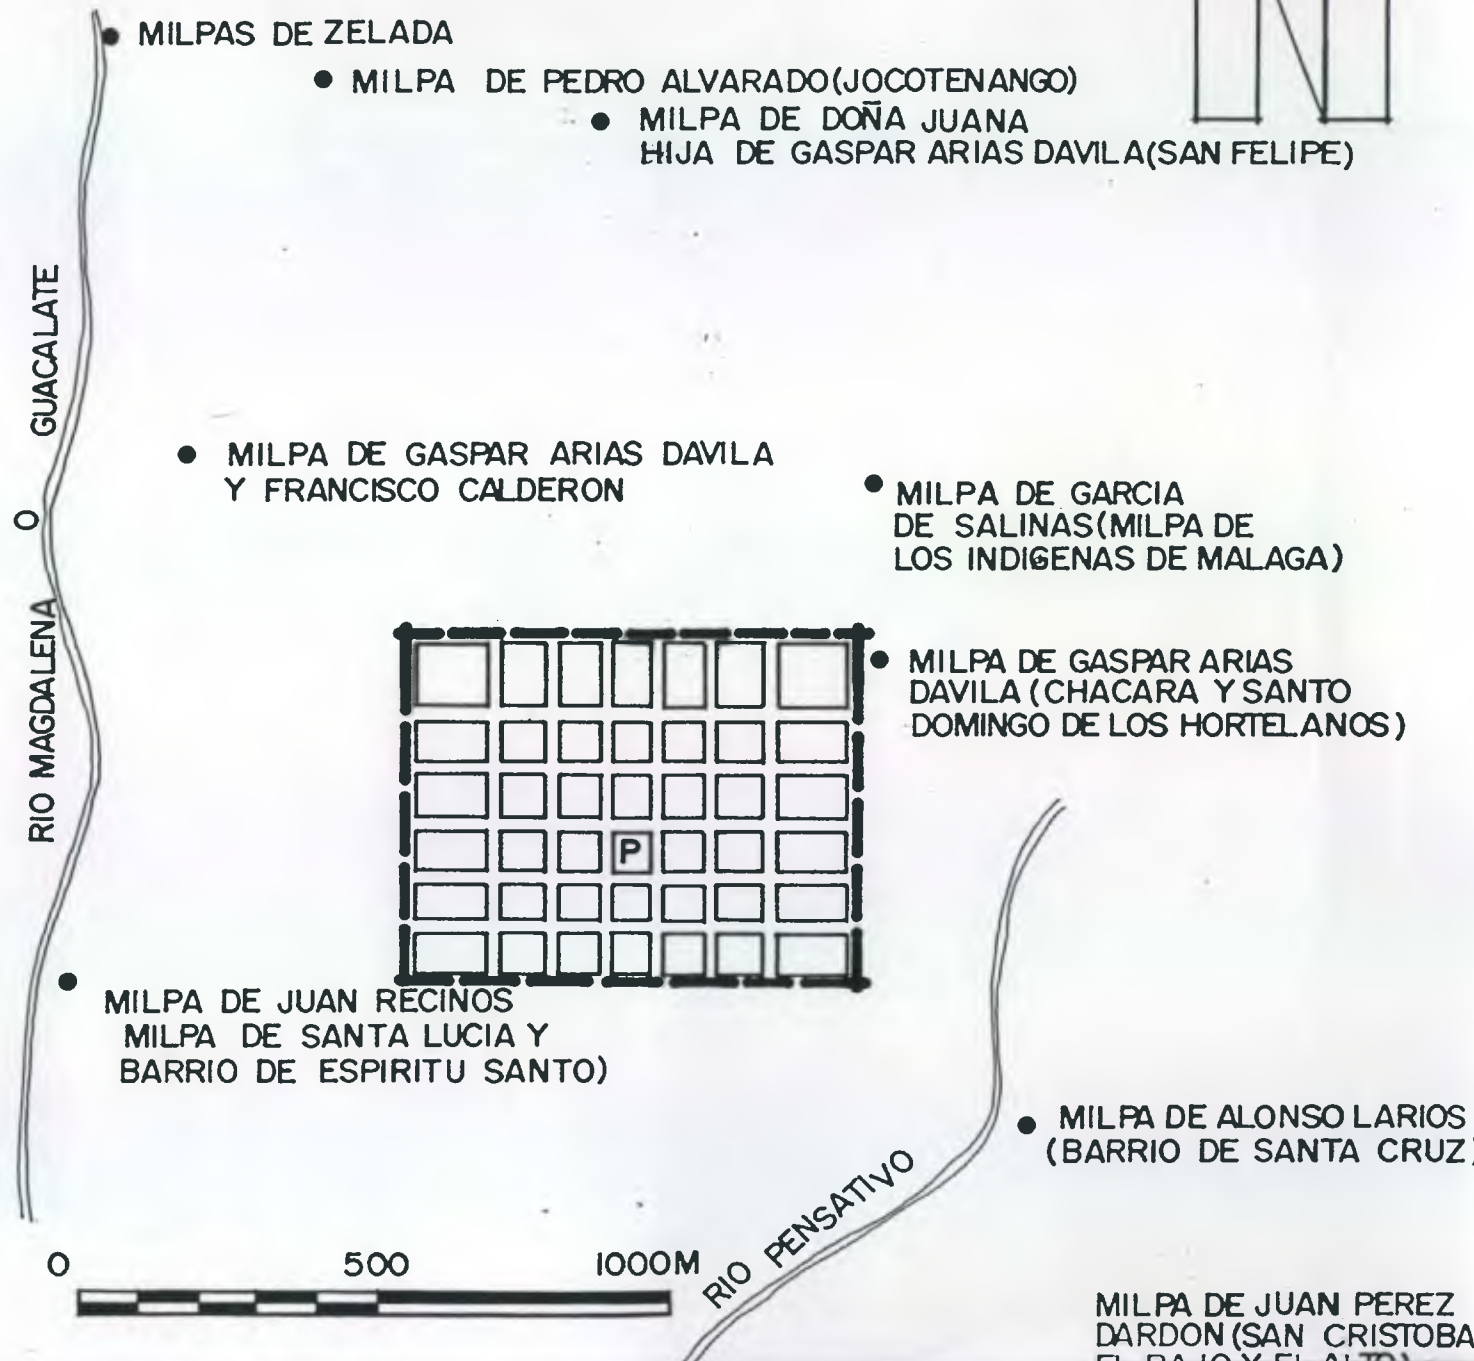 MILPAS DE ZELADA
MILPA DE PEDRO ALVARADO(JOCOTENANGO)
MILPA DE DOÑA JUANA
HIJA DE GASPAR ARIAS DAVILA(SAN FELIPE)
N
RIO MAGDALENA O GUACALATE
MILPA DE GASPAR ARIAS DAVILA
Y FRANCISCO CALDERON
MILPA DE GARCIA
DE SALINAS(MILPA DE
LOS INDIGENAS DE MALAGA)
MILPA DE GASPAR ARIAS
DAVILA (CHACARA Y SANTO
DOMINGO DE LOS HORTELANOS)
P
MILPA DE JUAN RECINOS
MILPA DE SANTA LUCIA Y
BARRIO DE ESPIRITU SANTO)
MILPA DE ALONSO LARIOS
(BARRIO DE SANTA CRUZ)
RIO PENSATIVO
0 500 1000M
MILPA DE JUAN PEREZ
DARDON(SAN CRISTOBA
EL BAJO Y EL ALTO)